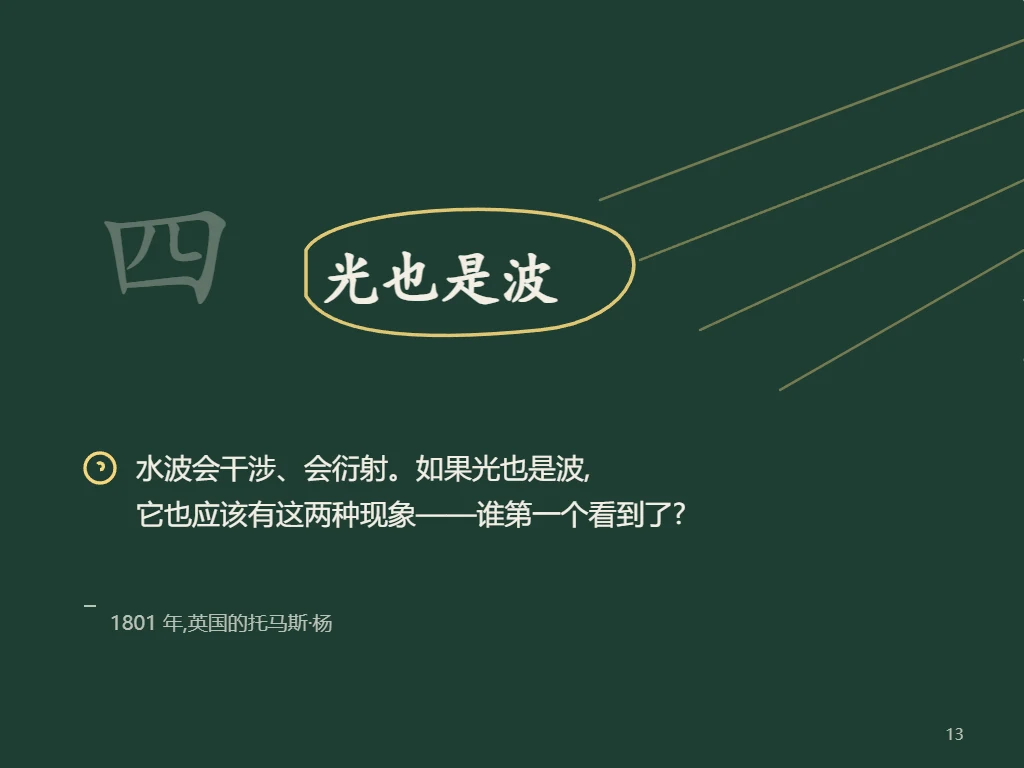 四
光也是波
水波会干涉、会衍射。如果光也是波,
它也应该有这两种现象——谁第一个看到了?
1801 年,英国的托马斯·杨
13